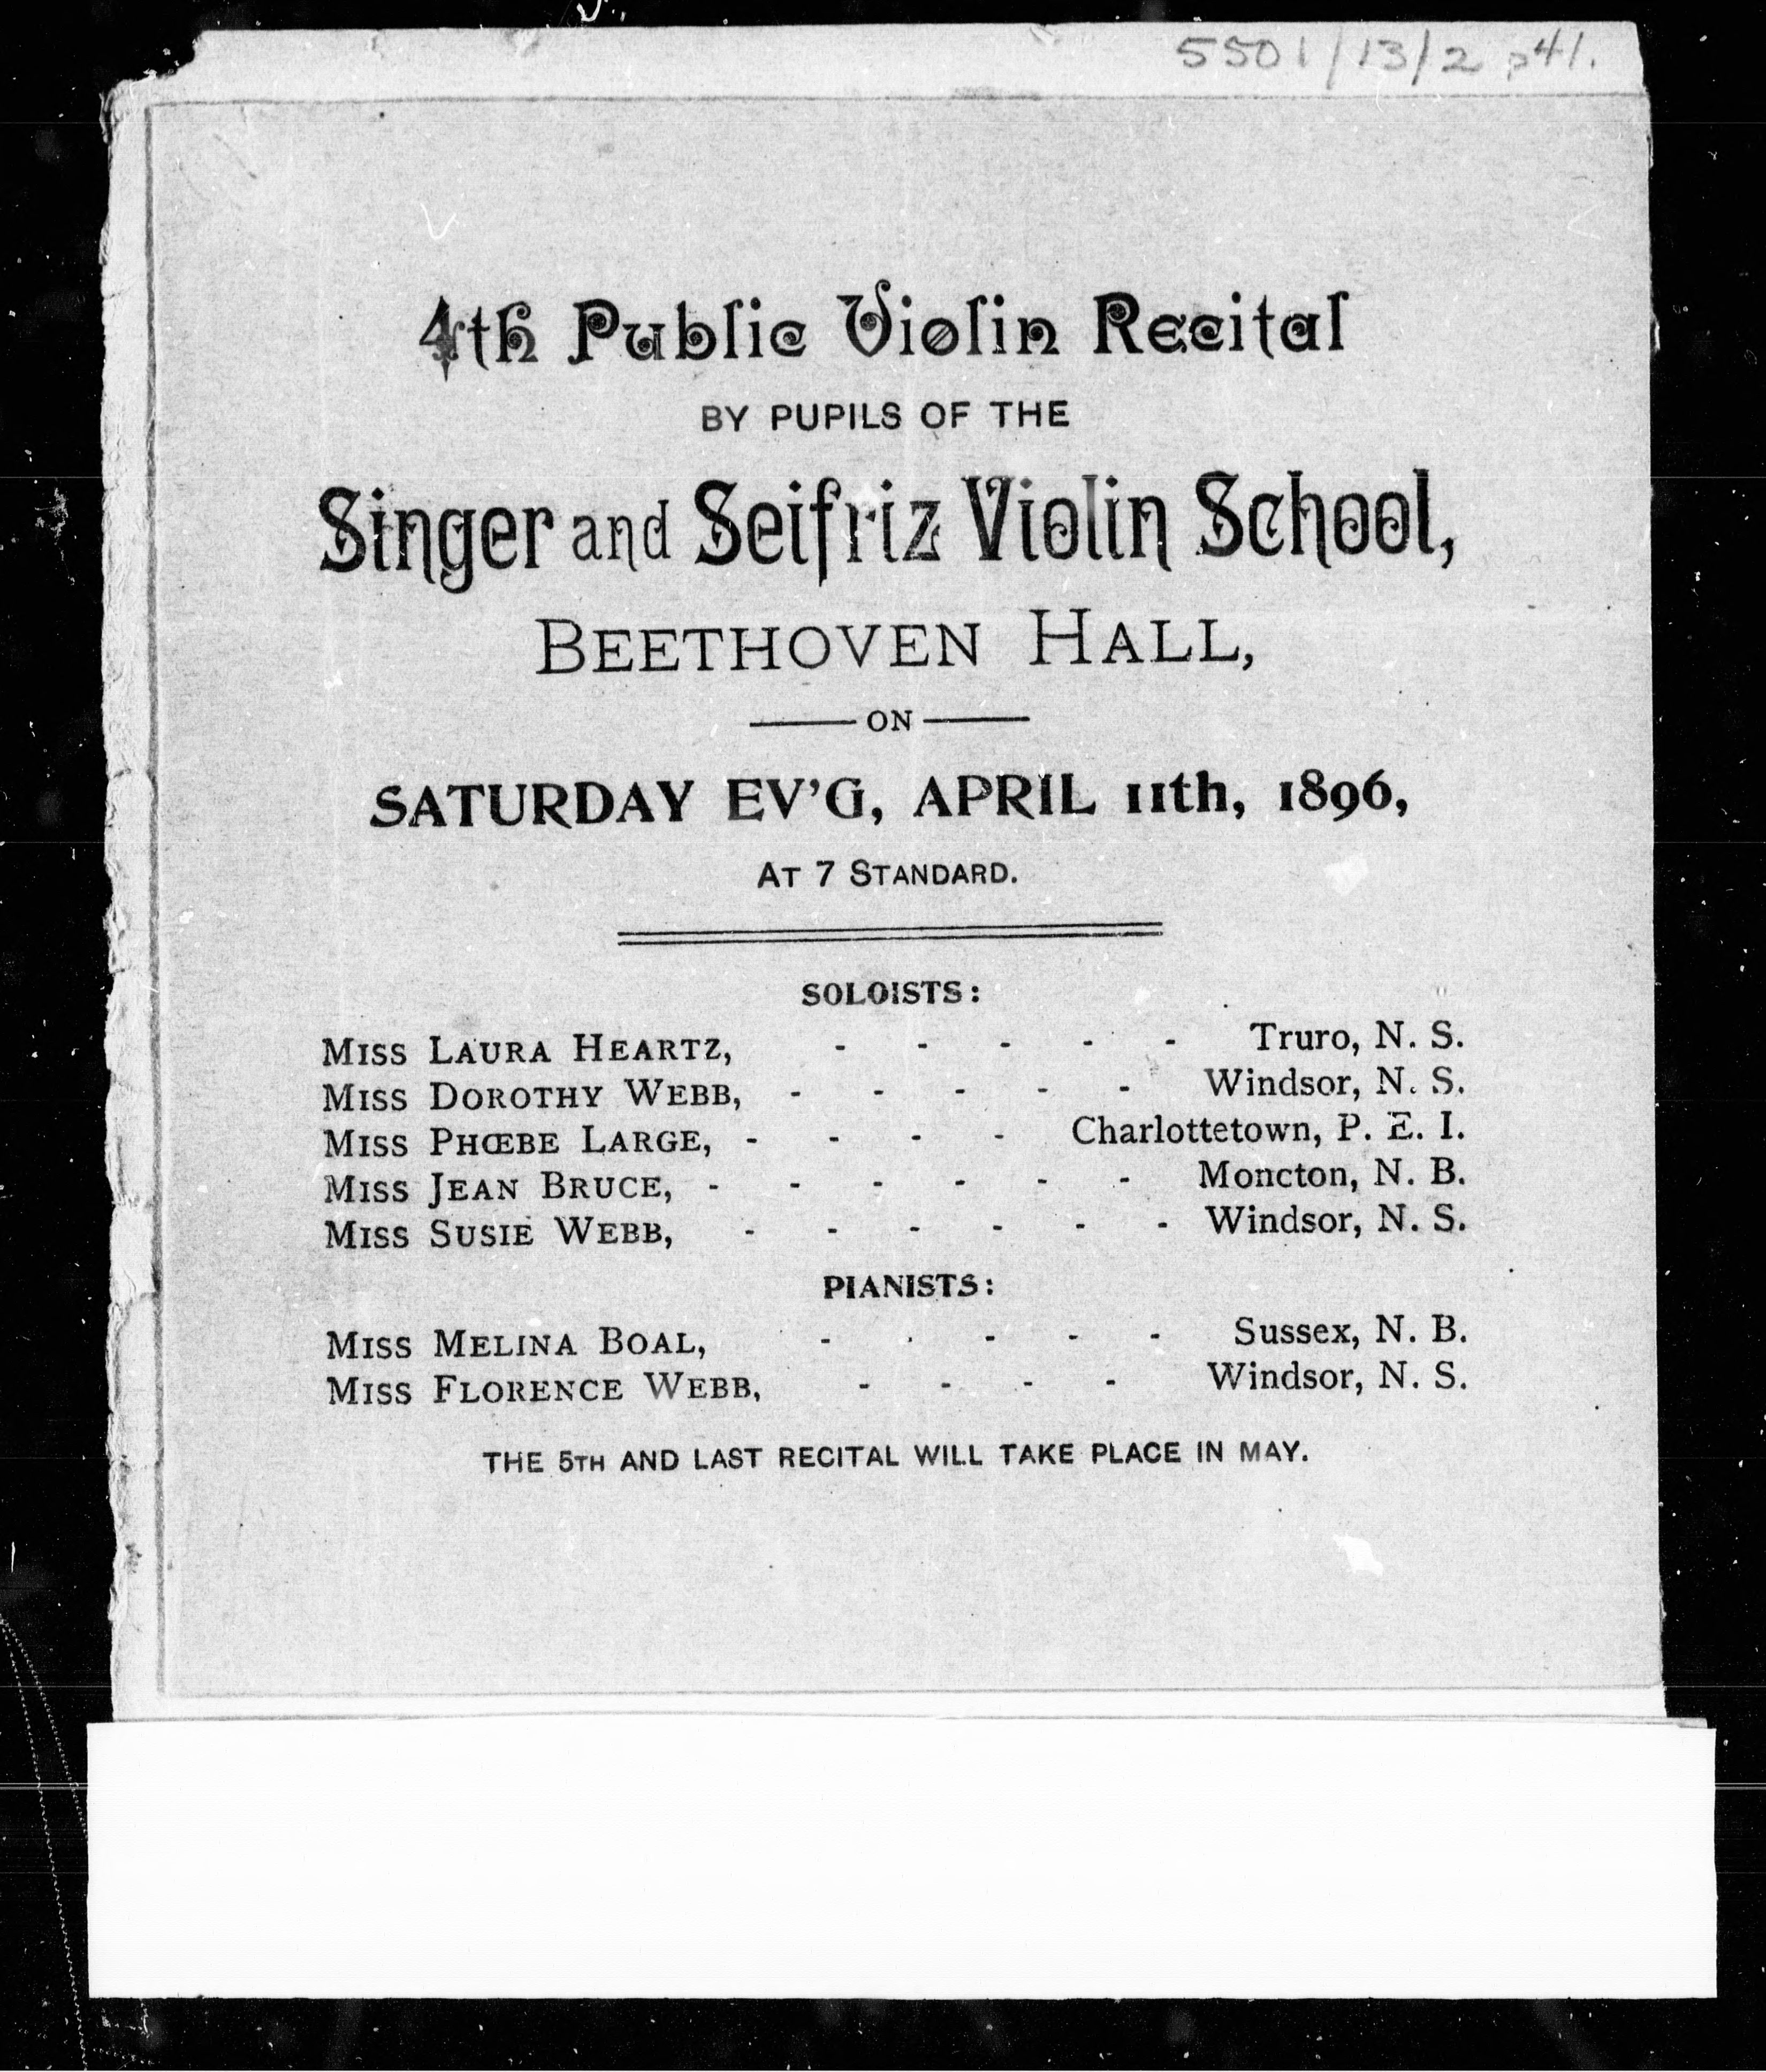 5501/13/2 p41.
4th Public Violin Recital
BY PUPILS OF THE
Singer and Seifriz Violin School,
BEETHOVEN HALL,
ON
SATURDAY EV'G, APRIL 11th, 1896,
AT 7 STANDARD.
SOLOISTS:
MISS LAURA HEARTZ, - - - - - Truro, N. S.
MISS DOROTHY WEBB, - - - - - Windsor, N. S.
MISS PHŒBE LARGE, - - - - Charlottetown, P. E. I.
MISS JEAN BRUCE, - - - - - - Moncton, N. B.
MISS SUSIE WEBB, - - - - - - Windsor, N. S.
PIANISTS:
MISS MELINA BOAL, - - - - - Sussex, N. B.
MISS FLORENCE WEBB, - - - - Windsor, N. S.
THE 5TH AND LAST RECITAL WILL TAKE PLACE IN MAY.